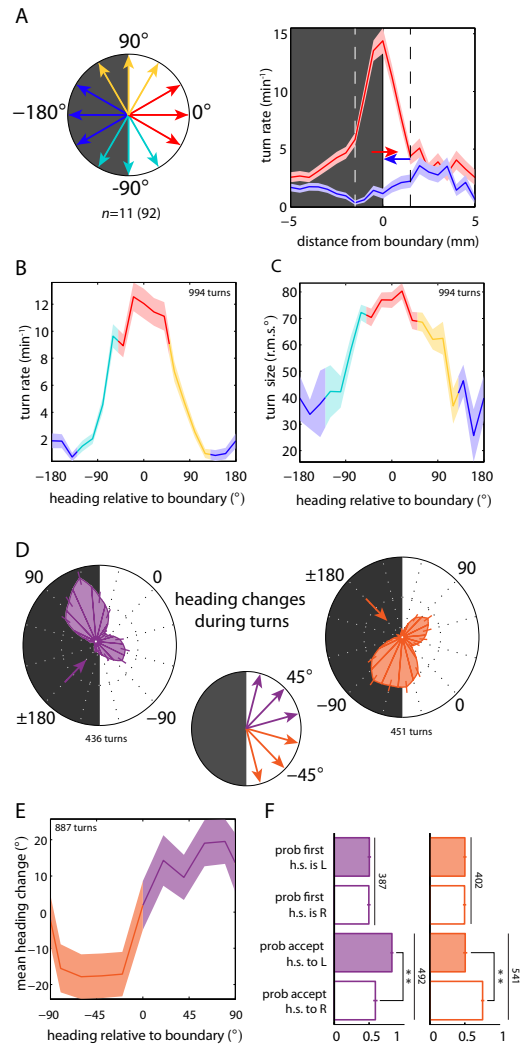 A
90°
−180°
0°
-90°
n=11 (92)
turn rate (min⁻¹)
15
10
5
0
−5
0
5
distance from boundary (mm)
B
994 turns
turn rate (min⁻¹)
12
10
8
6
4
2
−180
−90
0
90
180
heading relative to boundary (°)
C
994 turns
turn size (r.m.s.°)
80
70
60
50
40
30
20
−180
−90
0
90
180
heading relative to boundary (°)
D
heading changes
during turns
90
0
±180
−90
436 turns
45°
−45°
±180
90
−90
0
451 turns
E
887 turns
mean heading change (°)
20
10
0
−10
−20
−90
−45
0
45
90
heading relative to boundary (°)
F
prob first
h.s. is L
prob first
h.s. is R
prob accept
h.s. to L
prob accept
h.s. to R
387
492
**
0
0.5
1
402
541
**
0
0.5
1